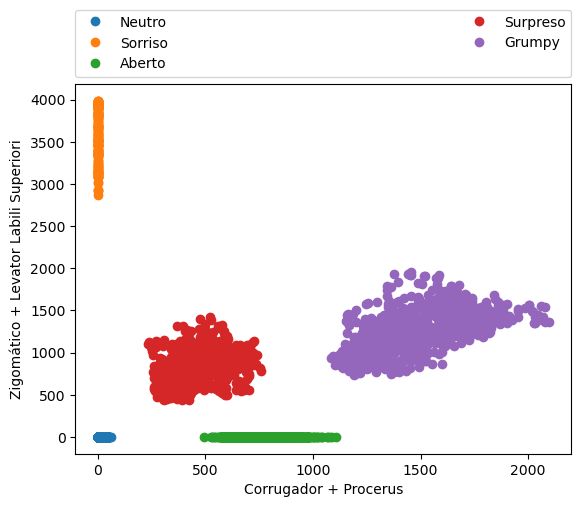 Neutro
Sorriso
Aberto
Surpreso
Grumpy
4000
3500
3000
2500
2000
1500
1000
500
0
Zigomático + Levator Labili Superiori
0 500 1000 1500 2000
Corrugador + Procerus